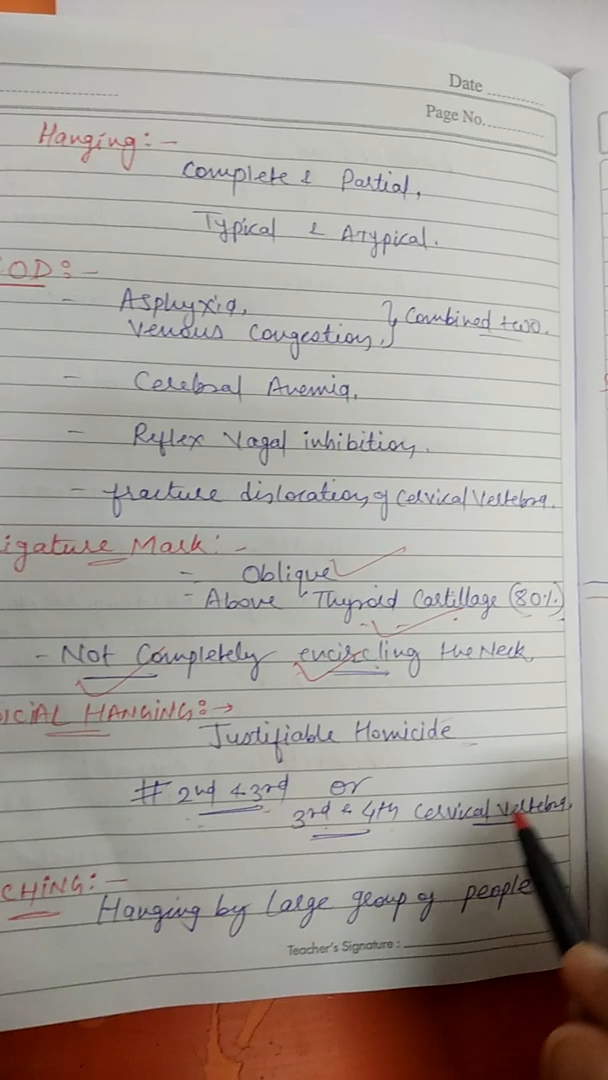 Date
Page No.
Hanging:-
Complete & Partial,
Typical & ATypical.
OD:-
- Asphyxia,
Venous Congestion, } Combined two.
- Cerebral Anemia,
- Reflex Vagal inhibition.
- fracture dislocation of Cervical Vertebra.
igature Mark:-
= Oblique
- Above Thyroid Cartillage (80%)
- Not Completely encircling the Neck,
ICIAL HANGING:→
Justifiable Homicide
# 2nd & 3rd or
3rd & 4th Cervical Vertebra,
CHING:-
Hanging by Large group of people
Teacher's Signature :